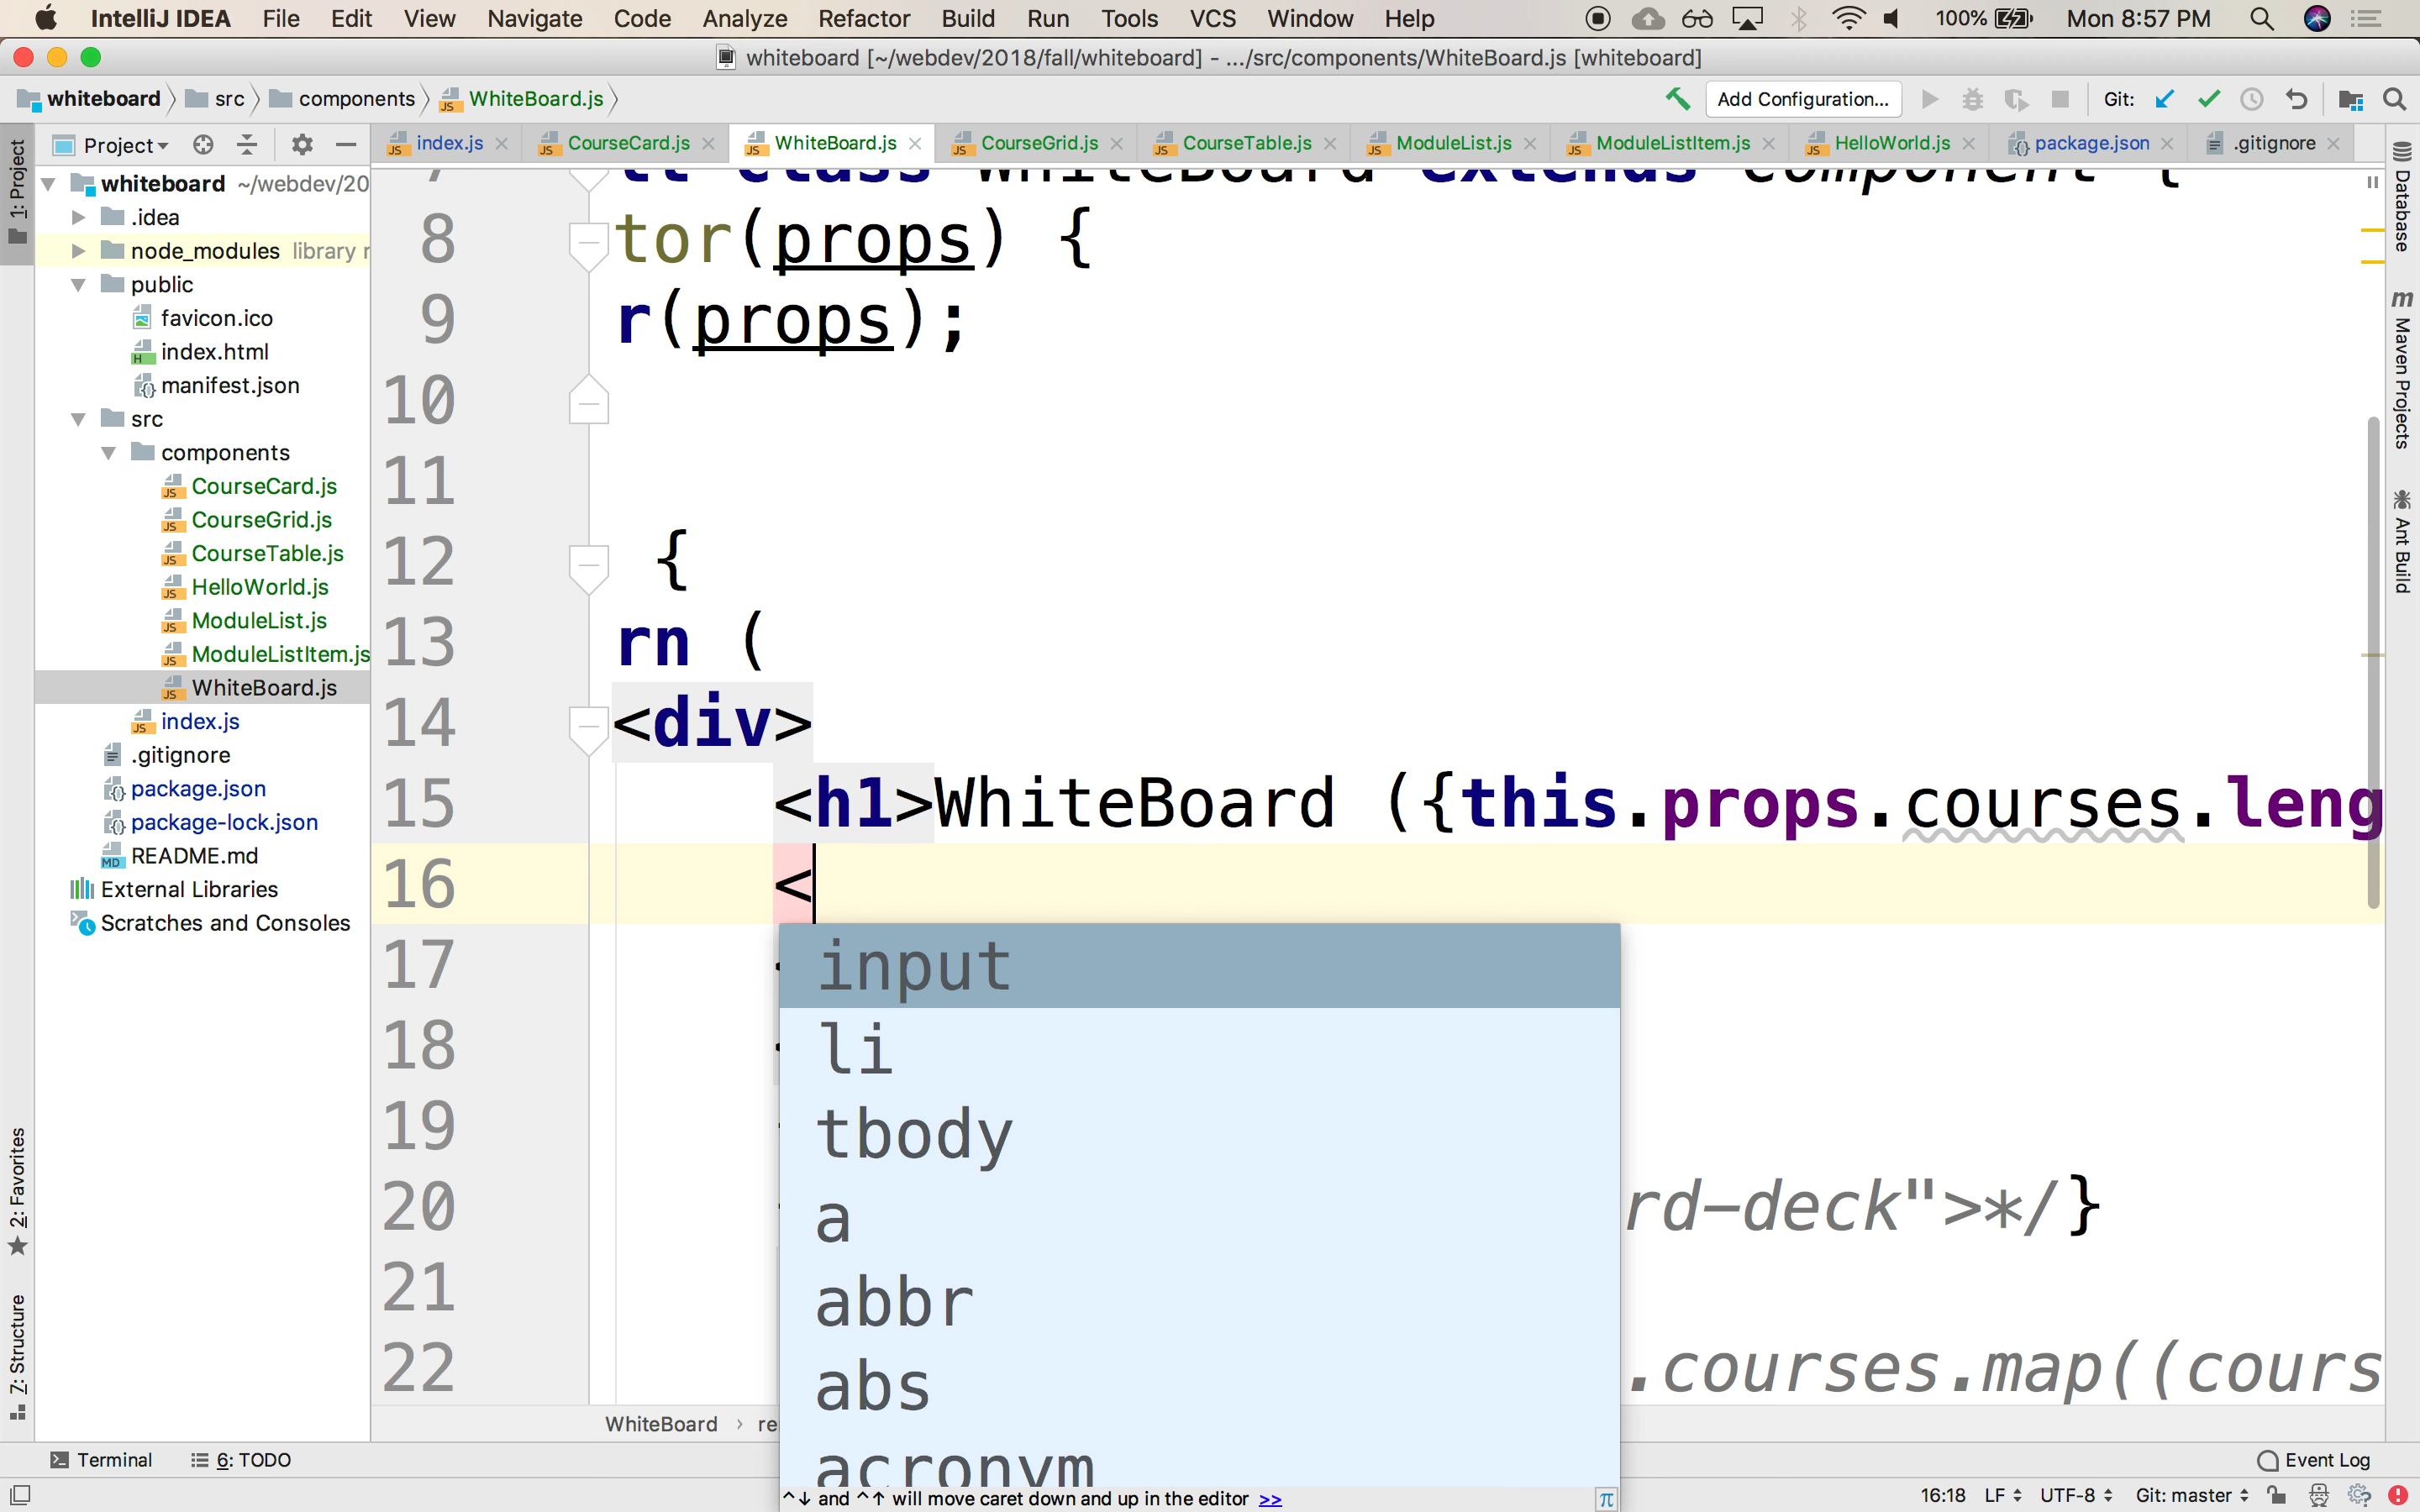 IntelliJ IDEA File Edit View Navigate Code Analyze Refactor Build Run Tools VCS Window Help 100% Mon 8:57 PM
whiteboard [~/webdev/2018/fall/whiteboard] - .../src/components/WhiteBoard.js [whiteboard]
whiteboard src components WhiteBoard.js Add Configuration... Git:
Project index.js CourseCard.js WhiteBoard.js CourseGrid.js CourseTable.js ModuleList.js ModuleListItem.js HelloWorld.js package.json .gitignore
1: Project
2: Favorites
7: Structure
whiteboard ~/webdev/20
.idea
node_modules library r
public
favicon.ico
index.html
manifest.json
src
components
CourseCard.js
CourseGrid.js
CourseTable.js
HelloWorld.js
ModuleList.js
ModuleListItem.js
WhiteBoard.js
index.js
.gitignore
package.json
package-lock.json
README.md
External Libraries
Scratches and Consoles
class WhiteBoard extends Component {
8 tor(props) {
9 r(props);
10
11
12 {
13 rn (
14 <div>
15 <h1>WhiteBoard ({this.props.courses.leng
16 <
17
18
19
20 rd-deck">*/}
21
22 .courses.map((cours
input
li
tbody
a
abbr
abs
acronym
^↓ and ^↑ will move caret down and up in the editor >> π
WhiteBoard › re
Database
Maven Projects
Ant Build
Terminal 6: TODO Event Log
16:18 LF UTF-8 Git: master